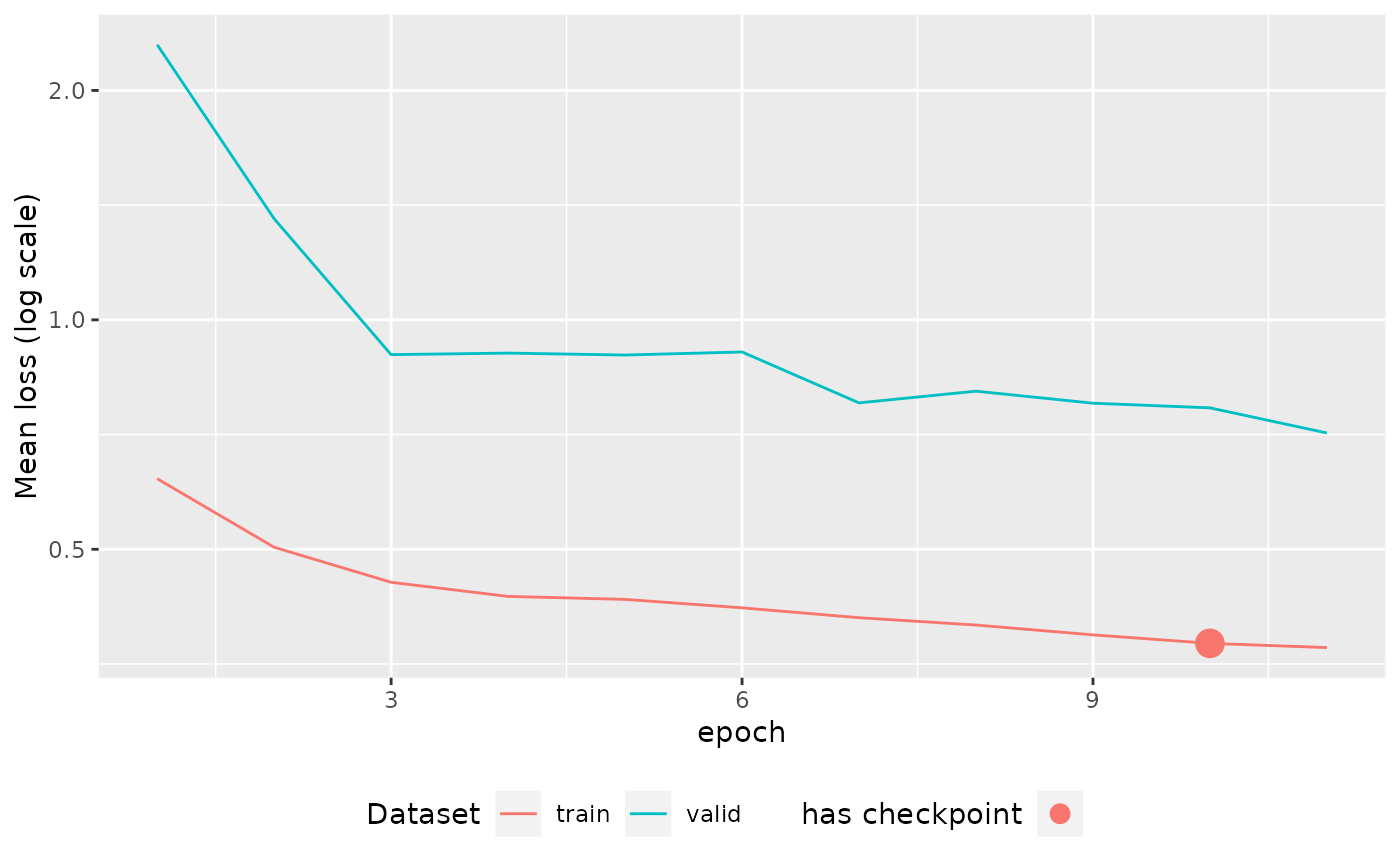 Mean loss (log scale)
2.0
1.0
0.5
3 6 9
epoch
Dataset train valid has checkpoint